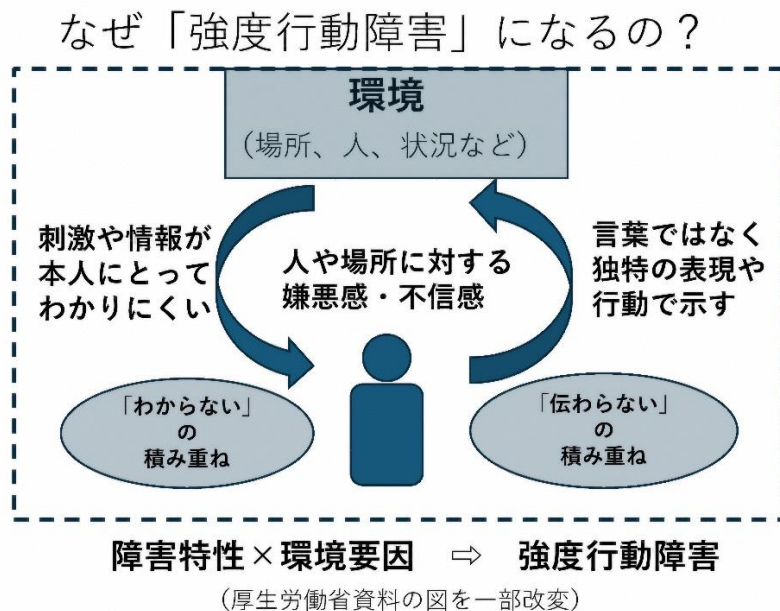 なぜ「強度行動障害」になるの？
環境
（場所、人、状況など）
刺激や情報が
本人にとって
わかりにくい
人や場所に対する
嫌悪感・不信感
言葉ではなく
独特の表現や
行動で示す
「わからない」
の
積み重ね
「伝わらない」
の
積み重ね
障害特性×環境要因 ⇨ 強度行動障害
（厚生労働省資料の図を一部改変）